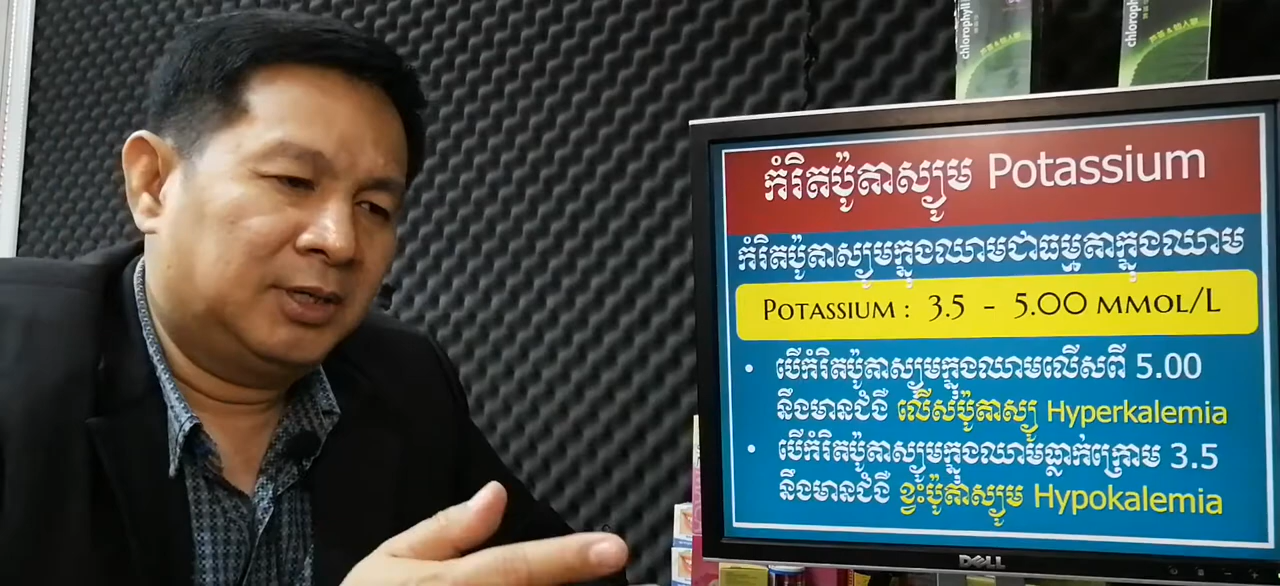 chlorophyll
chlorophyll
កំរិតប៉ូតាស្យូម Potassium
កំរិតប៉ូតាស្យូមក្នុងឈាមជាធម្មតាក្នុងឈាម
POTASSIUM : 3.5 - 5.00 MMOL/L
• បើកំរិតប៉ូតាស្យូមក្នុងឈាមលើសពី 5.00
នឹងមានជំងឺ លើសប៉ូតាស្យូ Hyperkalemia
• បើកំរិតប៉ូតាស្យូមក្នុងឈាមធ្លាក់ក្រោម 3.5
នឹងមានជំងឺ ខ្វះប៉ូតាស្យូម Hypokalemia
DELL